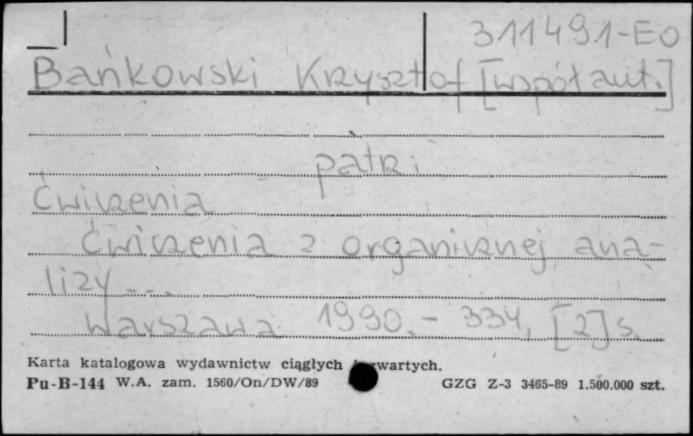 311491-EO
Bańkowski Krzysztof [współaut.]
patrz:
Ćwiczenia
Ćwiczenia z organicznej ana-
lizy...
Warszawa 1990.- 334, [2] s.
Karta katalogowa wydawnictw ciągłych wartych.
Pu-B-144 W.A. zam. 1560/On/DW/89 GZG Z-3 3465-89 1.500.000 szt.